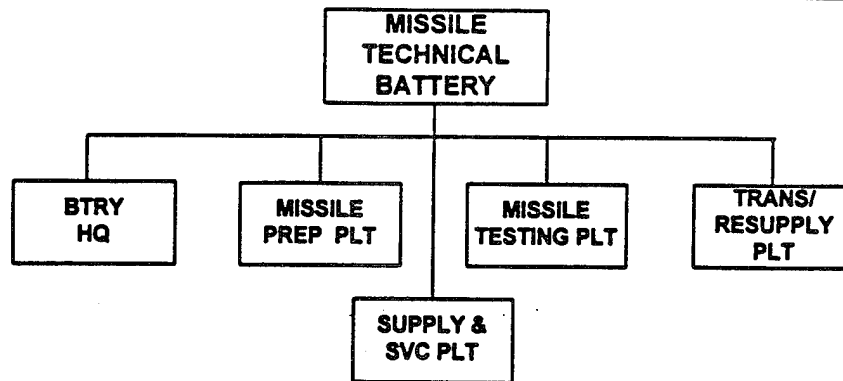 MISSILE
TECHNICAL
BATTERY
BTRY
HQ
MISSILE
PREP PLT
MISSILE
TESTING PLT
TRANS/
RESUPPLY
PLT
SUPPLY &
SVC PLT